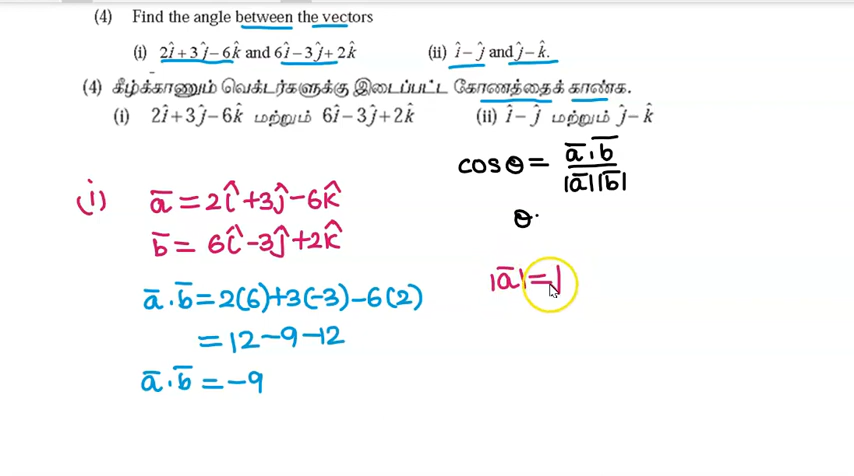 (4) Find the angle between the vectors
(i) 2î+3ĵ−6k̂ and 6î−3ĵ+2k̂ (ii) î−ĵ and ĵ−k̂.
(4) கீழ்க்காணும் வெக்டர்களுக்கு இடைப்பட்ட கோணத்தைக் காண்க.
(i) 2î+3ĵ−6k̂ மற்றும் 6î−3ĵ+2k̂ (ii) î−ĵ மற்றும் ĵ−k̂
cosθ = a̅.b̅ / |a̅||b̅|
θ.
(i) a̅ = 2î+3ĵ−6k̂
b̅ = 6î−3ĵ+2k̂
a̅.b̅ = 2(6)+3(−3)−6(2)
= 12−9−12
a̅.b̅ = −9
|a̅| =